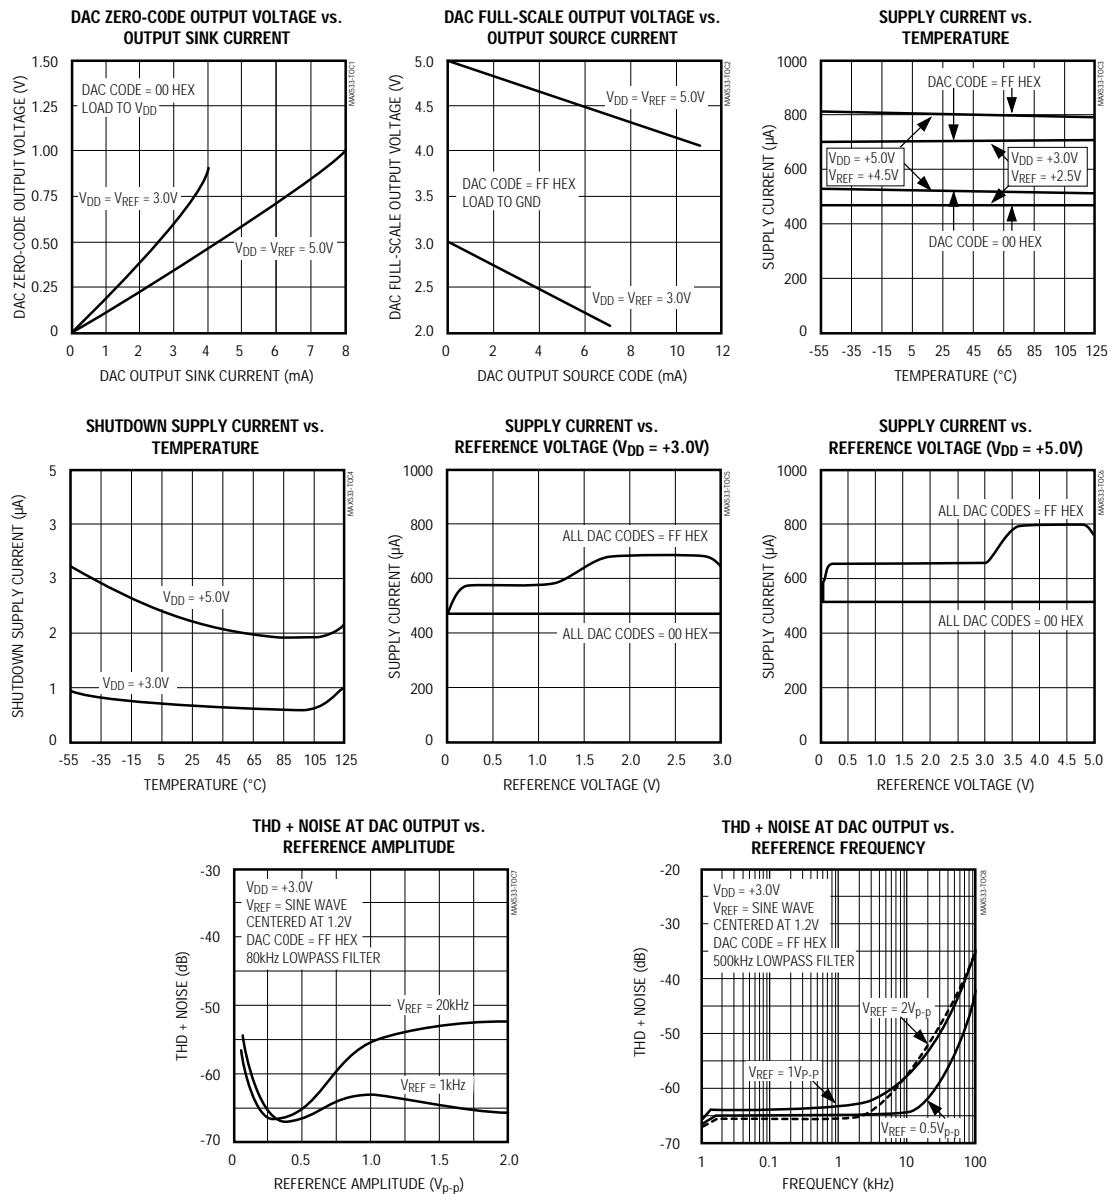 DAC ZERO-CODE OUTPUT VOLTAGE vs.
OUTPUT SINK CURRENT
DAC ZERO-CODE OUTPUT VOLTAGE (V)
1.50
1.25
1.00
0.75
0.50
0.25
0
DAC CODE = 00 HEX
LOAD TO VDD
VDD = VREF = 3.0V
VDD = VREF = 5.0V
MAX533-TOC1
0 1 2 3 4 5 6 7 8
DAC OUTPUT SINK CURRENT (mA)
DAC FULL-SCALE OUTPUT VOLTAGE vs.
OUTPUT SOURCE CURRENT
DAC FULL-SCALE OUTPUT VOLTAGE (V)
5.0
4.5
4.0
3.5
3.0
2.5
2.0
VDD = VREF = 5.0V
DAC CODE = FF HEX
LOAD TO GND
VDD = VREF = 3.0V
MAX533-TOC2
0 2 4 6 8 10 12
DAC OUTPUT SOURCE CODE (mA)
SUPPLY CURRENT vs.
TEMPERATURE
SUPPLY CURRENT (µA)
1000
800
600
400
200
0
DAC CODE = FF HEX
VDD = +5.0V
VREF = +4.5V
VDD = +3.0V
VREF = +2.5V
DAC CODE = 00 HEX
MAX533-TOC3
-55 -35 -15 5 25 45 65 85 105 125
TEMPERATURE (°C)
SHUTDOWN SUPPLY CURRENT vs.
TEMPERATURE
SHUTDOWN SUPPLY CURRENT (µA)
5
3
3
2
1
0
VDD = +5.0V
VDD = +3.0V
MAX533-TOC4
-55 -35 -15 5 25 45 65 85 105 125
TEMPERATURE (°C)
SUPPLY CURRENT vs.
REFERENCE VOLTAGE (VDD = +3.0V)
SUPPLY CURRENT (µA)
1000
800
600
400
200
0
ALL DAC CODES = FF HEX
ALL DAC CODES = 00 HEX
MAX533-TOC5
0 0.5 1.0 1.5 2.0 2.5 3.0
REFERENCE VOLTAGE (V)
SUPPLY CURRENT vs.
REFERENCE VOLTAGE (VDD = +5.0V)
SUPPLY CURRENT (µA)
1000
800
600
400
200
0
ALL DAC CODES = FF HEX
ALL DAC CODES = 00 HEX
MAX533-TOC6
0 0.5 1.0 1.5 2.0 2.5 3.0 3.5 4.0 4.5 5.0
REFERENCE VOLTAGE (V)
THD + NOISE AT DAC OUTPUT vs.
REFERENCE AMPLITUDE
THD + NOISE (dB)
-30
-40
-50
-60
-70
VDD = +3.0V
VREF = SINE WAVE
CENTERED AT 1.2V
DAC CODE = FF HEX
80kHz LOWPASS FILTER
VREF = 20kHz
VREF = 1kHz
MAX533-TOC7
0 0.5 1.0 1.5 2.0
REFERENCE AMPLITUDE (Vp-p)
THD + NOISE AT DAC OUTPUT vs.
REFERENCE FREQUENCY
THD + NOISE (dB)
-20
-30
-40
-50
-60
-70
VDD = +3.0V
VREF = SINE WAVE
CENTERED AT 1.2V
DAC CODE = FF HEX
500kHz LOWPASS FILTER
VREF = 2Vp-p
VREF = 1VP-P
VREF = 0.5Vp-p
MAX533-TOC8
1 0.1 1 10 100
FREQUENCY (kHz)